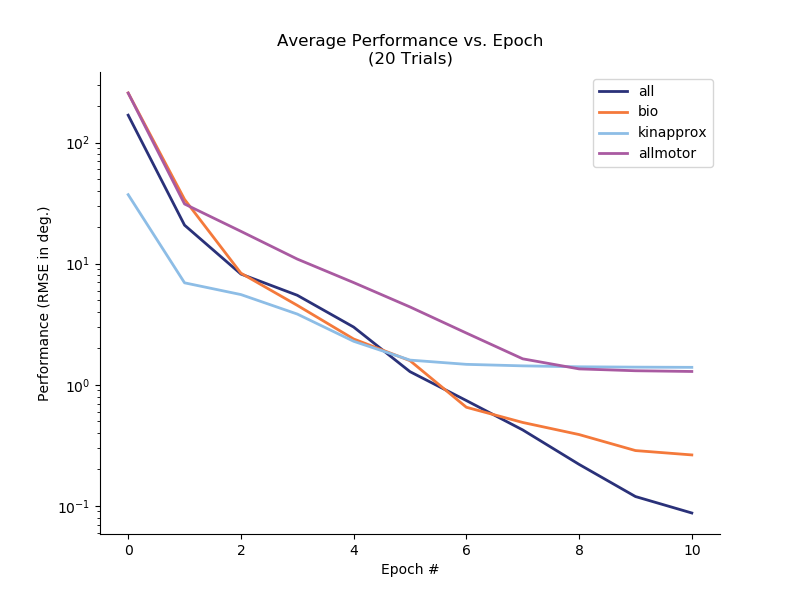 Average Performance vs. Epoch
(20 Trials)
all
bio
kinapprox
allmotor
Performance (RMSE in deg.)
10²
10¹
10⁰
10⁻¹
0 2 4 6 8 10
Epoch #